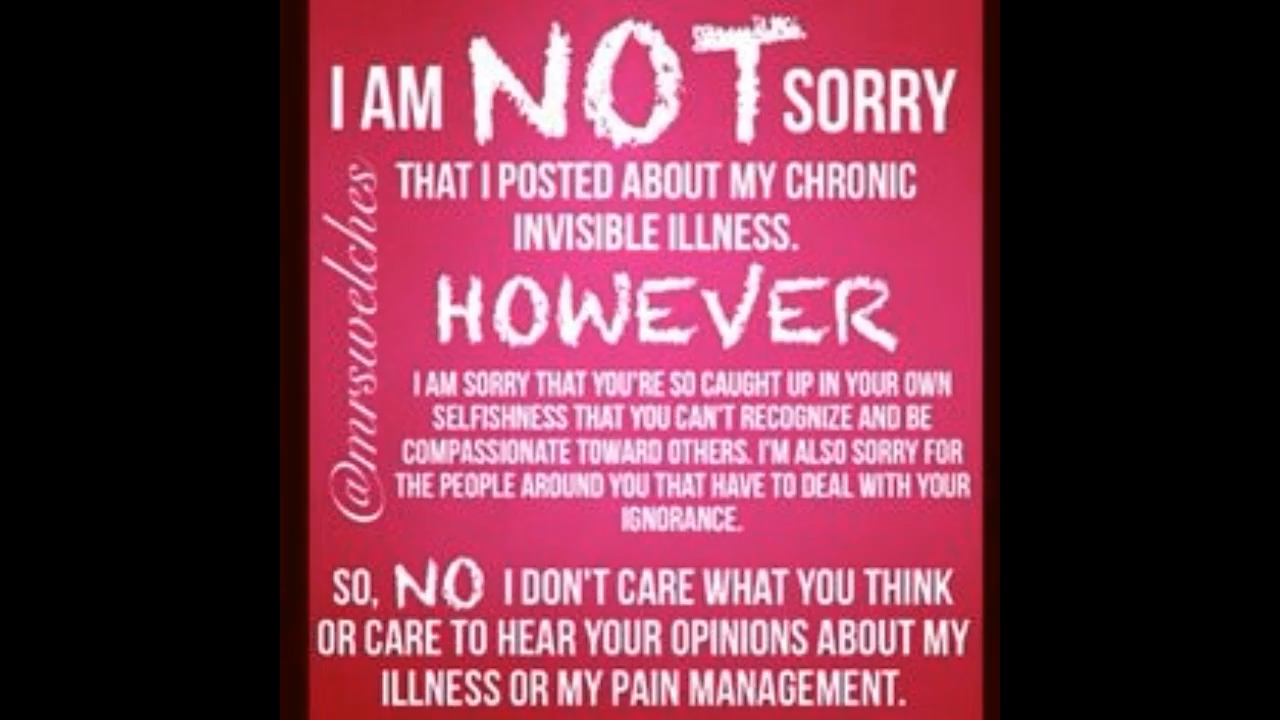 I AM NOT SORRY
THAT I POSTED ABOUT MY CHRONIC
INVISIBLE ILLNESS.
HOWEVER
I AM SORRY THAT YOU'RE SO CAUGHT UP IN YOUR OWN
SELFISHNESS THAT YOU CAN'T RECOGNIZE AND BE
COMPASSIONATE TOWARD OTHERS. I'M ALSO SORRY FOR
THE PEOPLE AROUND YOU THAT HAVE TO DEAL WITH YOUR
IGNORANCE.
SO, NO I DON'T CARE WHAT YOU THINK
OR CARE TO HEAR YOUR OPINIONS ABOUT MY
ILLNESS OR MY PAIN MANAGEMENT.
@mrswelches